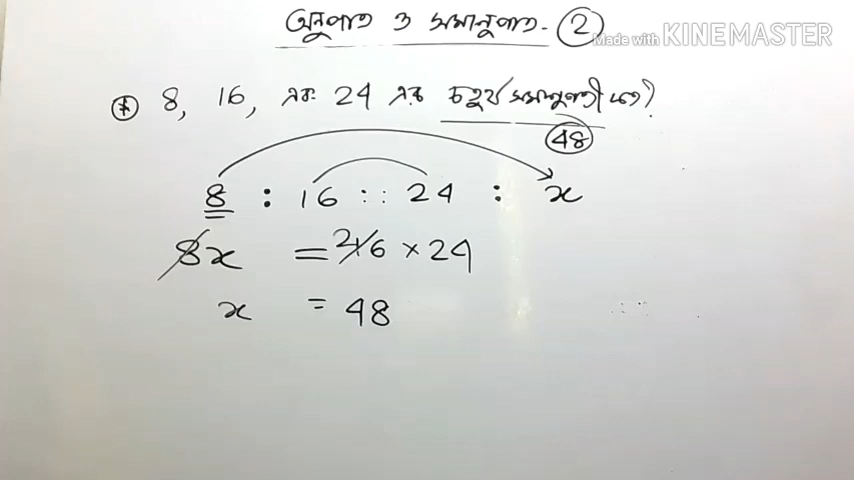 অনুপাত ও সমানুপাত - 2
Made with KINEMASTER
* 8, 16, এবং 24 এর চতুর্থ সমানুপাতী কত?
48
8 : 16 :: 24 : x
8x = 2 16 × 24
x = 48